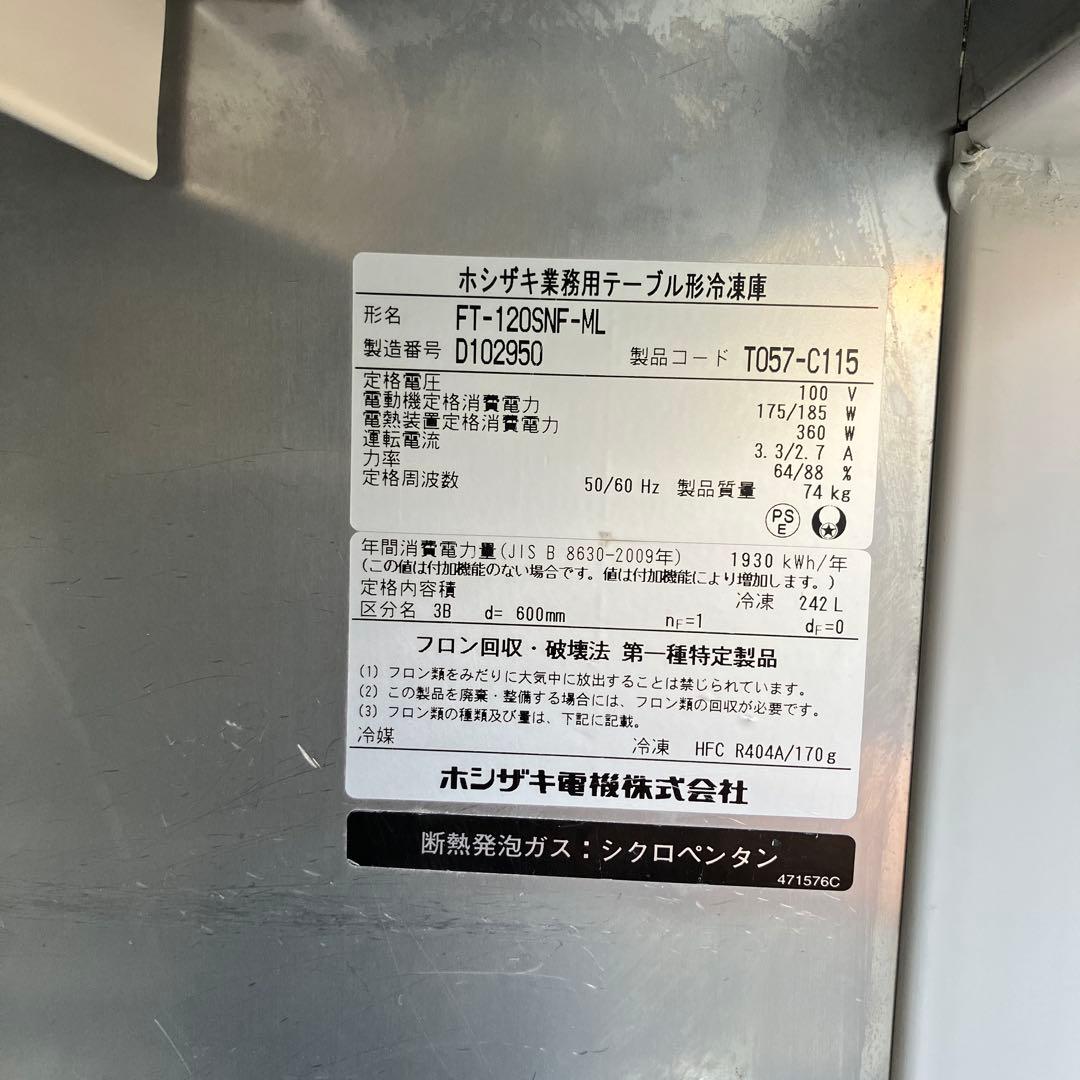 ホシザキ業務用テーブル形冷凍庫
形名 FT-120SNF-ML
製造番号 D102950 製品コード T057-C115
定格電圧 100 V
電動機定格消費電力 175/185 W
電熱装置定格消費電力 360 W
運転電流 3.3/2.7 A
力率 64/88 %
定格周波数 50/60 Hz 製品質量 74 kg
PS E
年間消費電力量(JIS B 8630-2009年) 1930 kWh/年
(この値は付加機能のない場合です。値は付加機能により増加します。)
定格内容積 冷凍 242 L
区分名 3B d= 600mm nF=1 dF=0
フロン回収・破壊法 第一種特定製品
(1) フロン類をみだりに大気中に放出することは禁じられています。
(2) この製品を廃棄・整備する場合には、フロン類の回収が必要です。
(3) フロン類の種類及び量は、下記に記載。
冷媒 冷凍 HFC R404A/170g
ホシザキ電機株式会社
断熱発泡ガス：シクロペンタン
471576C